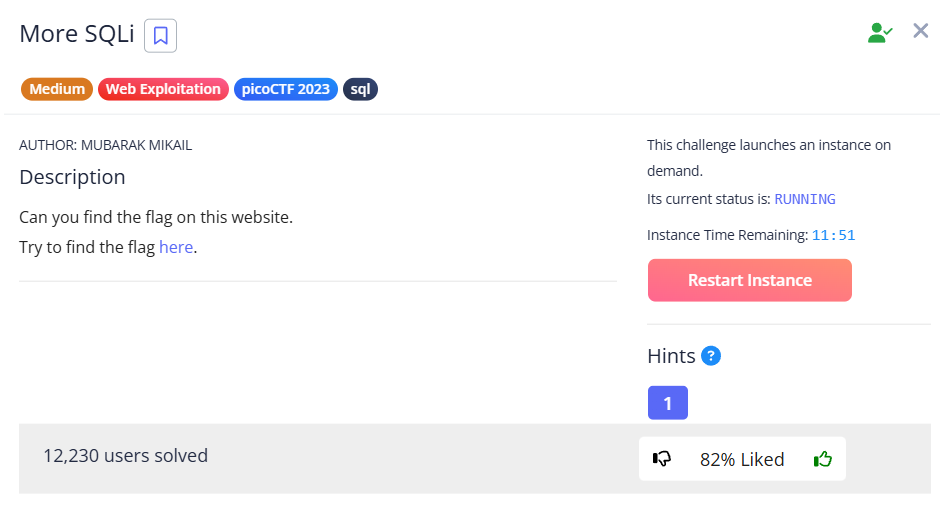 More SQLi
Medium Web Exploitation picoCTF 2023 sql
AUTHOR: MUBARAK MIKAIL
Description
Can you find the flag on this website.
Try to find the flag here.
This challenge launches an instance on
demand.
Its current status is: RUNNING
Instance Time Remaining: 11:51
Restart Instance
Hints ?
1
12,230 users solved
82% Liked